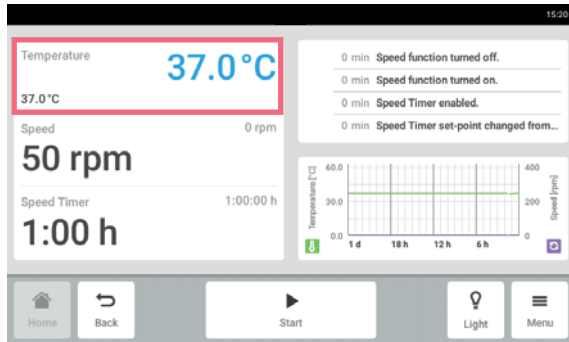 15:20
Temperature
37.0°C
37.0°C
Speed
0 rpm
50 rpm
Speed Timer
1:00:00 h
1:00 h
0 min Speed function turned off.
0 min Speed function turned on.
0 min Speed Timer enabled.
0 min Speed Timer set-point changed from...
Temperature [°C]
60.0
30.0
0.0
400
200
0
Speed [rpm]
1 d 18 h 12 h 6 h
Home
Back
Start
Light
Menu